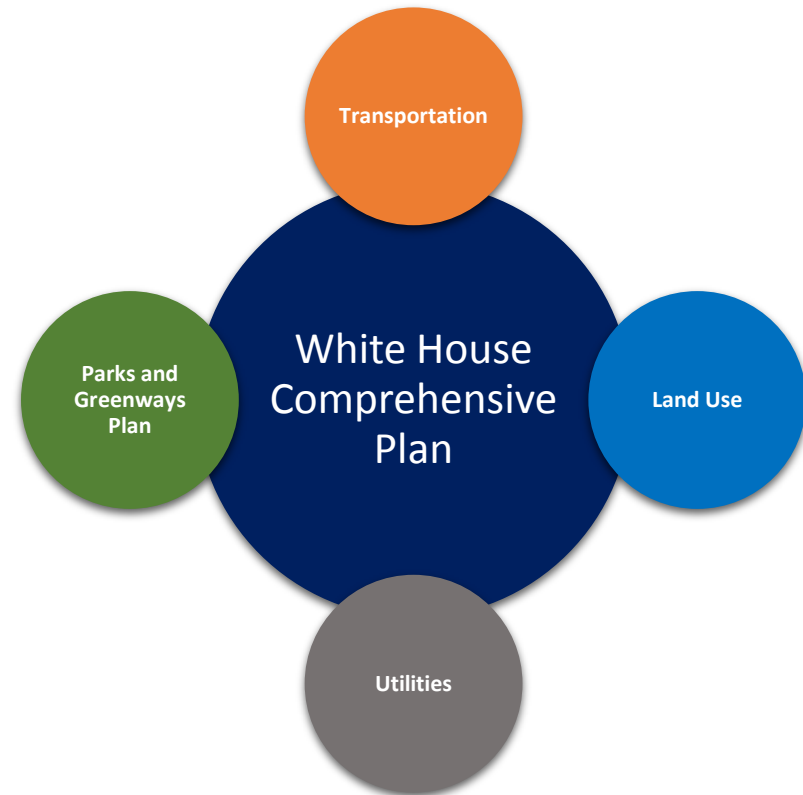 Transportation
White House
Comprehensive
Plan
Parks and
Greenways
Plan
Land Use
Utilities